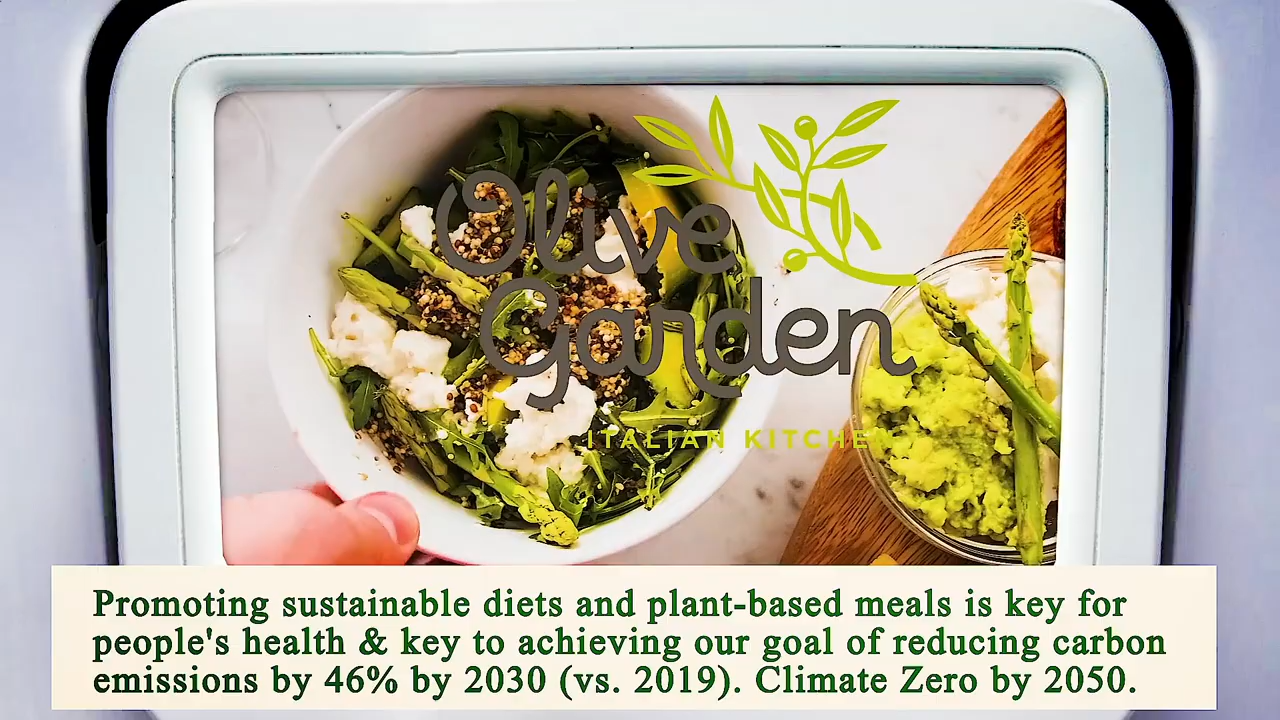 Olive
Garden
ITALIAN KITCHEN
Promoting sustainable diets and plant-based meals is key for
people's health & key to achieving our goal of reducing carbon
emissions by 46% by 2030 (vs. 2019). Climate Zero by 2050.